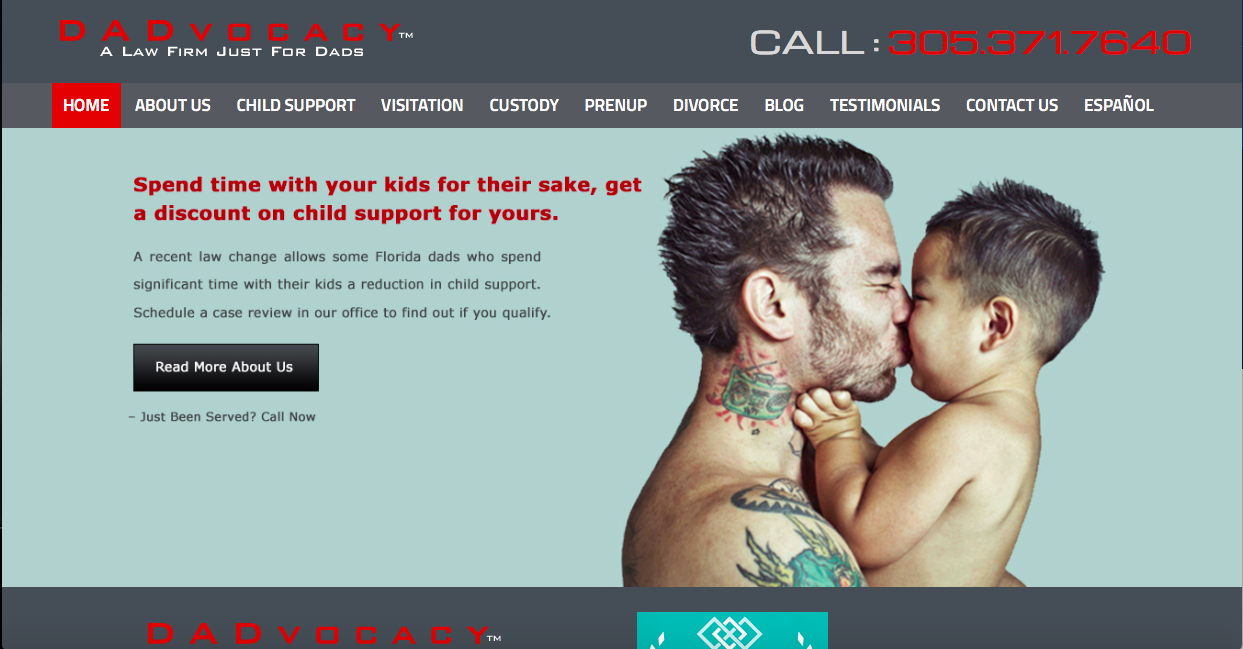 DADVOCACY™
A LAW FIRM JUST FOR DADS
CALL : 305.371.7640
HOME ABOUT US CHILD SUPPORT VISITATION CUSTODY PRENUP DIVORCE BLOG TESTIMONIALS CONTACT US ESPAÑOL
Spend time with your kids for their sake, get
a discount on child support for yours.
A recent law change allows some Florida dads who spend
significant time with their kids a reduction in child support.
Schedule a case review in our office to find out if you qualify.
Read More About Us
– Just Been Served? Call Now
DADVOCACY™